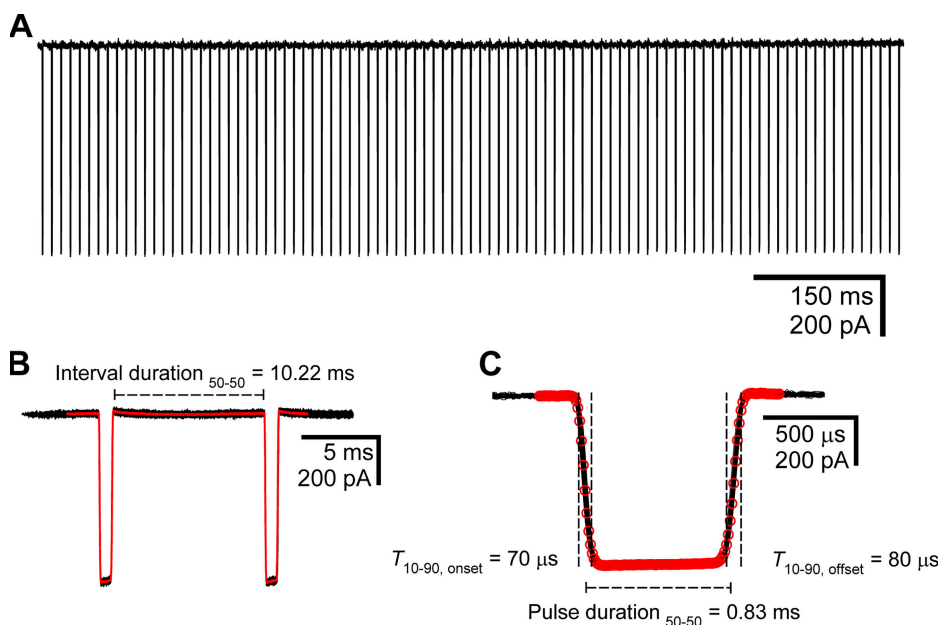 A
150 ms
200 pA
B
Interval duration 50-50 = 10.22 ms
5 ms
200 pA
C
500 μs
200 pA
T10-90, onset = 70 μs
T10-90, offset = 80 μs
Pulse duration 50-50 = 0.83 ms